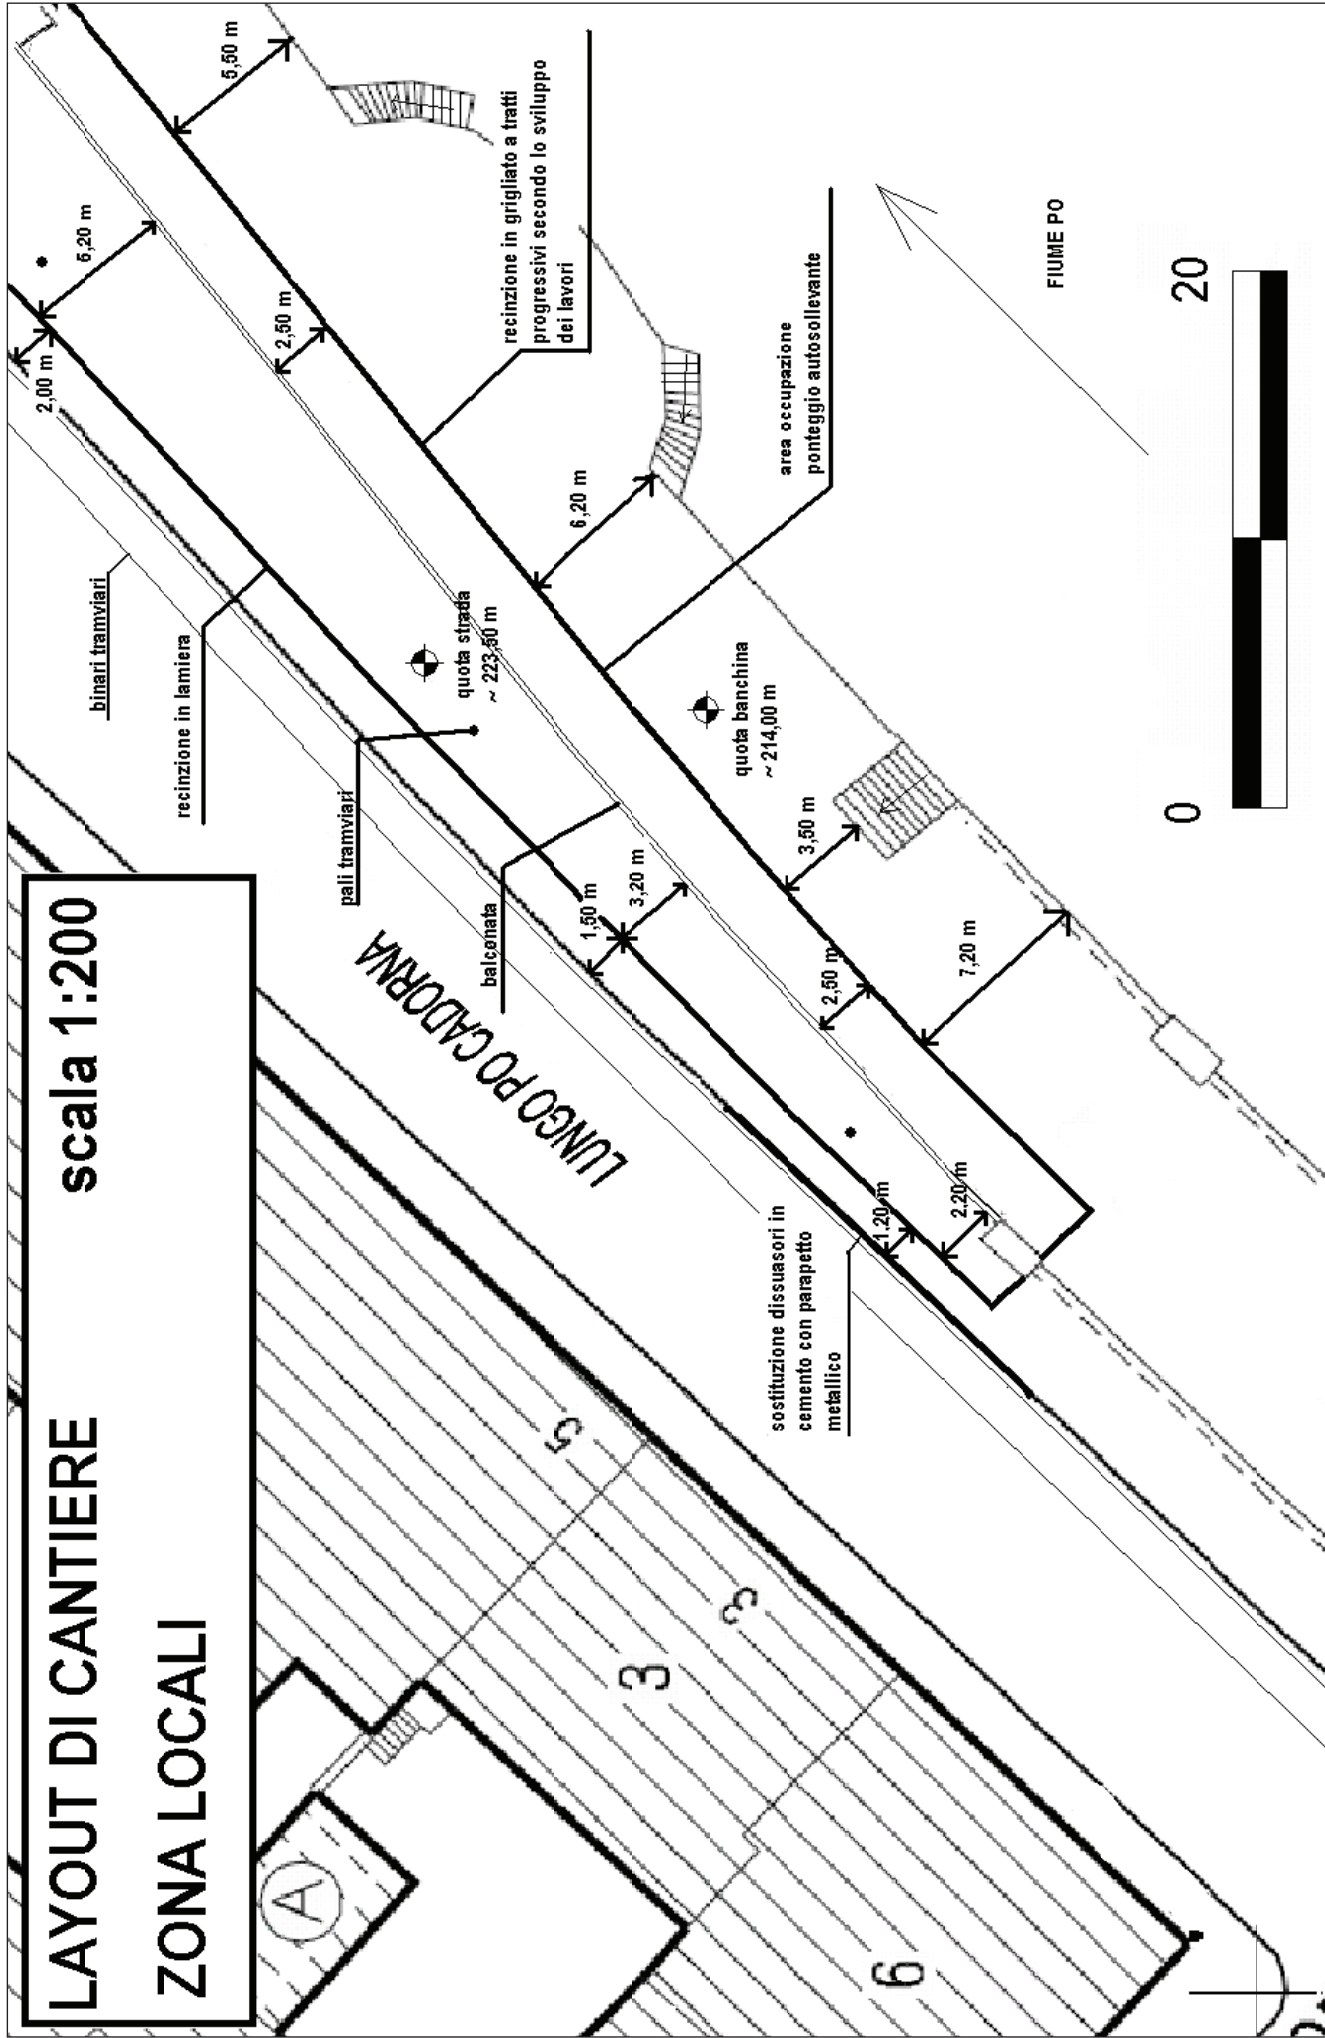 LAYOUT DI CANTIERE scala 1:200
ZONA LOCALI
binari tramviari
recinzione in lamiera
pali tramviari
balconata
LUNGO PO CADORNA
sostituzione dissuasori in
cemento con parapetto
metallico
2,00 m
6,20 m
5,50 m
2,50 m
recinzione in grigliato a tratti
progressivi secondo lo sviluppo
dei lavori
quota strada
~ 223,50 m
6,20 m
area occupazione
ponteggio autosollevante
quota banchina
~ 214,00 m
1,50 m
3,20 m
3,50 m
2,50 m
7,20 m
1,20 m
2,20 m
FIUME PO
0
20
5
3
3
6
A